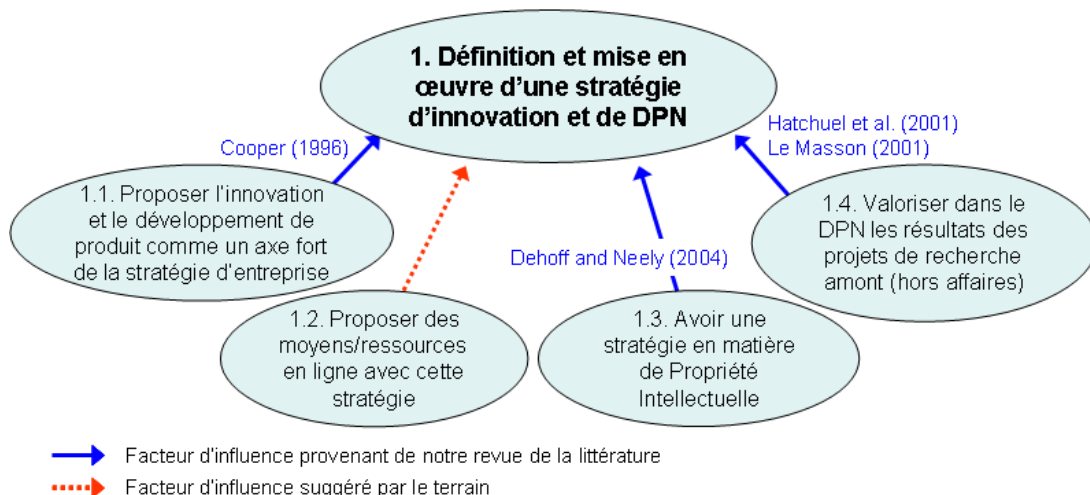 1. Définition et mise en
œuvre d'une stratégie
d'innovation et de DPN
Cooper (1996)
Hatchuel et al. (2001)
Le Masson (2001)
1.1. Proposer l'innovation
et le développement de
produit comme un axe fort
de la stratégie d'entreprise
1.4. Valoriser dans le
DPN les résultats des
projets de recherche
amont (hors affaires)
Dehoff and Neely (2004)
1.2. Proposer des
moyens/ressources
en ligne avec cette
stratégie
1.3. Avoir une
stratégie en matière
de Propriété
Intellectuelle
Facteur d'influence provenant de notre revue de la littérature
Facteur d'influence suggéré par le terrain